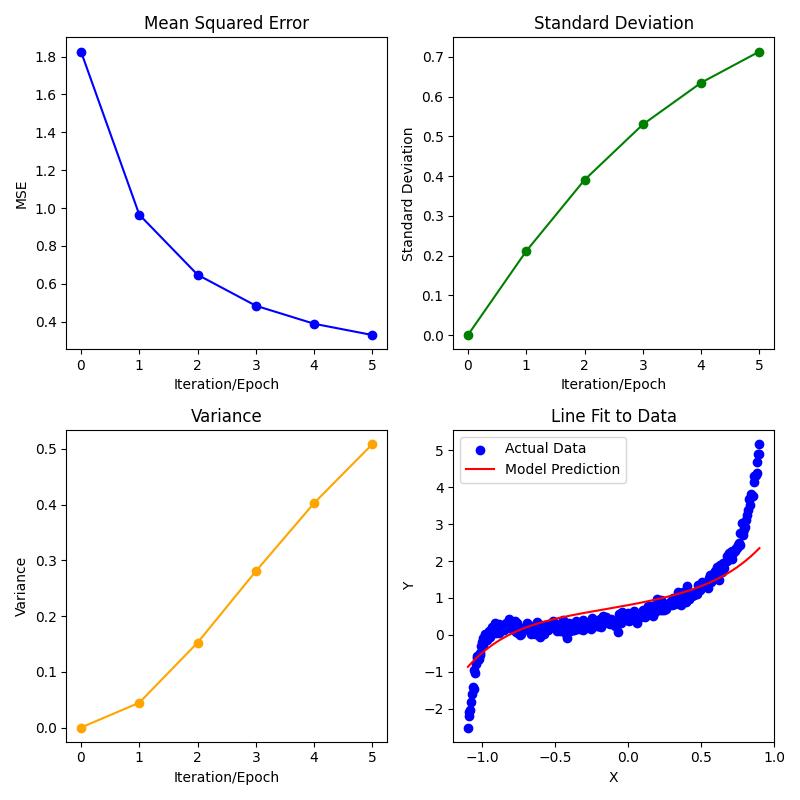 Mean Squared Error
MSE
1.8
1.6
1.4
1.2
1.0
0.8
0.6
0.4
0 1 2 3 4 5
Iteration/Epoch
Standard Deviation
Standard Deviation
0.7
0.6
0.5
0.4
0.3
0.2
0.1
0.0
0 1 2 3 4 5
Iteration/Epoch
Variance
Variance
0.5
0.4
0.3
0.2
0.1
0.0
0 1 2 3 4 5
Iteration/Epoch
Line Fit to Data
Actual Data
Model Prediction
Y
5
4
3
2
1
0
−1
−2
−1.0 −0.5 0.0 0.5 1.0
X